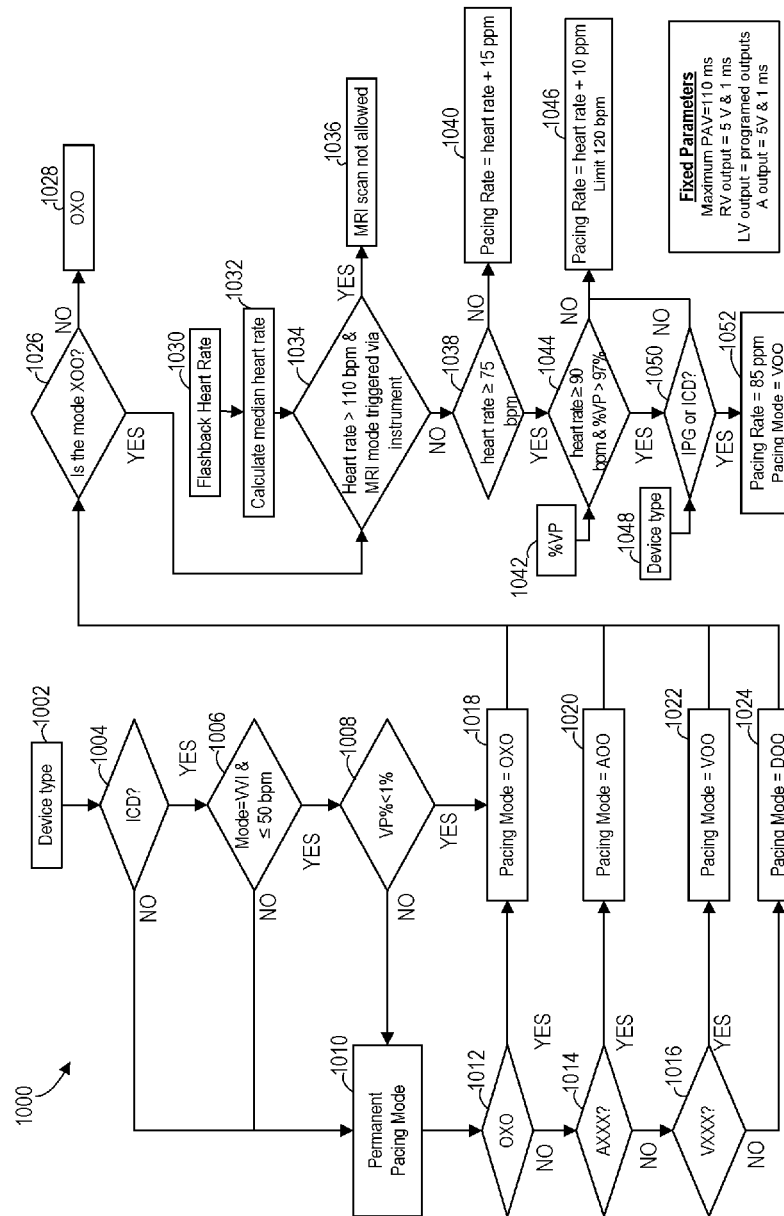 1000
1002
Device type
1004
ICD?
NO
YES
1006
Mode=VVI &
≤ 50 bpm
NO
YES
1008
VP%<1%
NO
YES
1010
Permanent
Pacing Mode
1012
OXO
YES
NO
1014
AXXX?
YES
NO
1016
VXXX?
YES
NO
1018
Pacing Mode = OXO
1020
Pacing Mode = AOO
1022
Pacing Mode = VOO
1024
Pacing Mode = DOO
1026
Is the mode XOO?
NO
YES
1028
OXO
1030
Flashback Heart Rate
1032
Calculate median heart rate
1034
Heart rate > 110 bpm &
MRI mode triggered via
instrument
YES
NO
1036
MRI scan not allowed
1038
heart rate ≥ 75
bpm
NO
YES
1040
Pacing Rate = heart rate + 15 ppm
1042
%VP
1044
heart rate ≥ 90
bpm & %VP > 97%
NO
YES
1046
Pacing Rate = heart rate + 10 ppm
Limit 120 bpm
1048
Device type
1050
IPG or ICD?
NO
YES
1052
Pacing Rate = 85 ppm
Pacing Mode = VOO
Fixed Parameters
Maximum PAV=110 ms
RV output = 5 V & 1 ms
LV output = programed outputs
A output = 5V & 1 ms